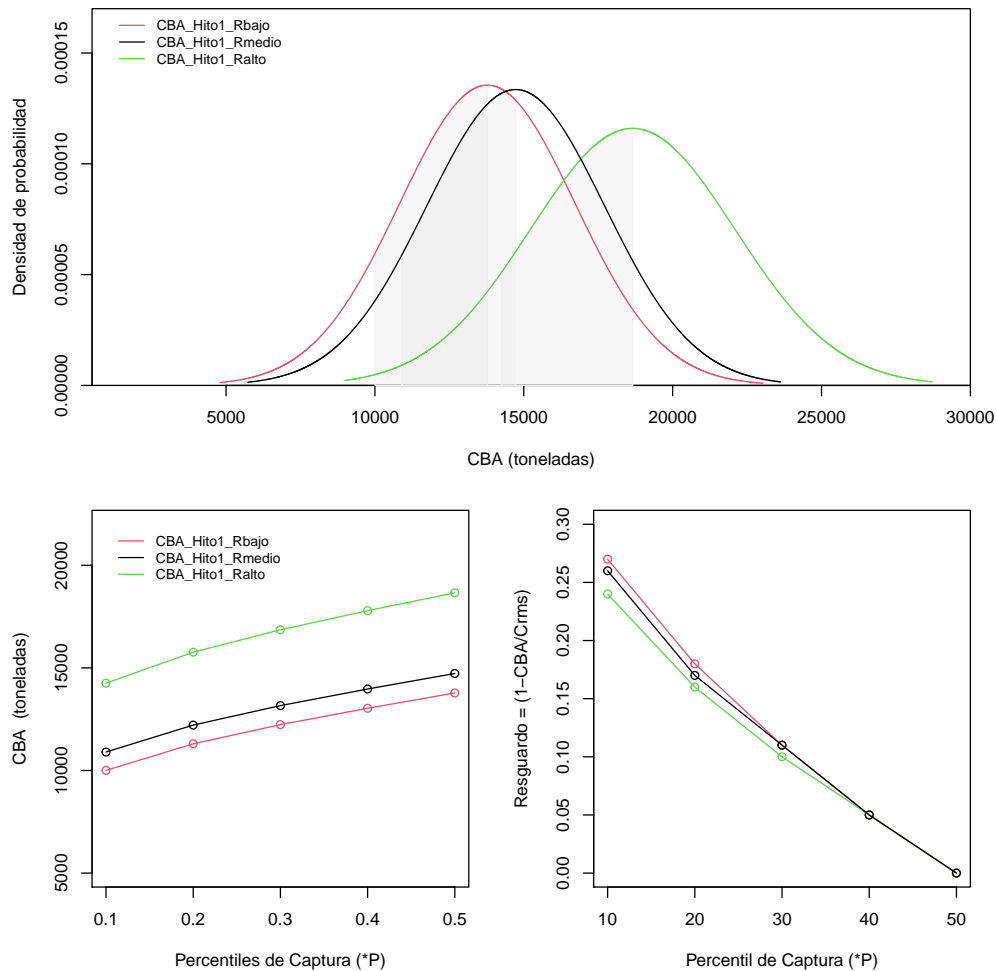 CBA_Hito1_Rbajo
CBA_Hito1_Rmedio
CBA_Hito1_Ralto
Densidad de probabilidad
0.00015
0.00010
0.00005
0.00000
5000 10000 15000 20000 25000 30000
CBA (toneladas)
CBA_Hito1_Rbajo
CBA_Hito1_Rmedio
CBA_Hito1_Ralto
CBA (toneladas)
20000
15000
10000
5000
0.1 0.2 0.3 0.4 0.5
Percentiles de Captura (*P)
Resguardo = (1−CBA/Crms)
0.30
0.25
0.20
0.15
0.10
0.05
0.00
10 20 30 40 50
Percentil de Captura (*P)